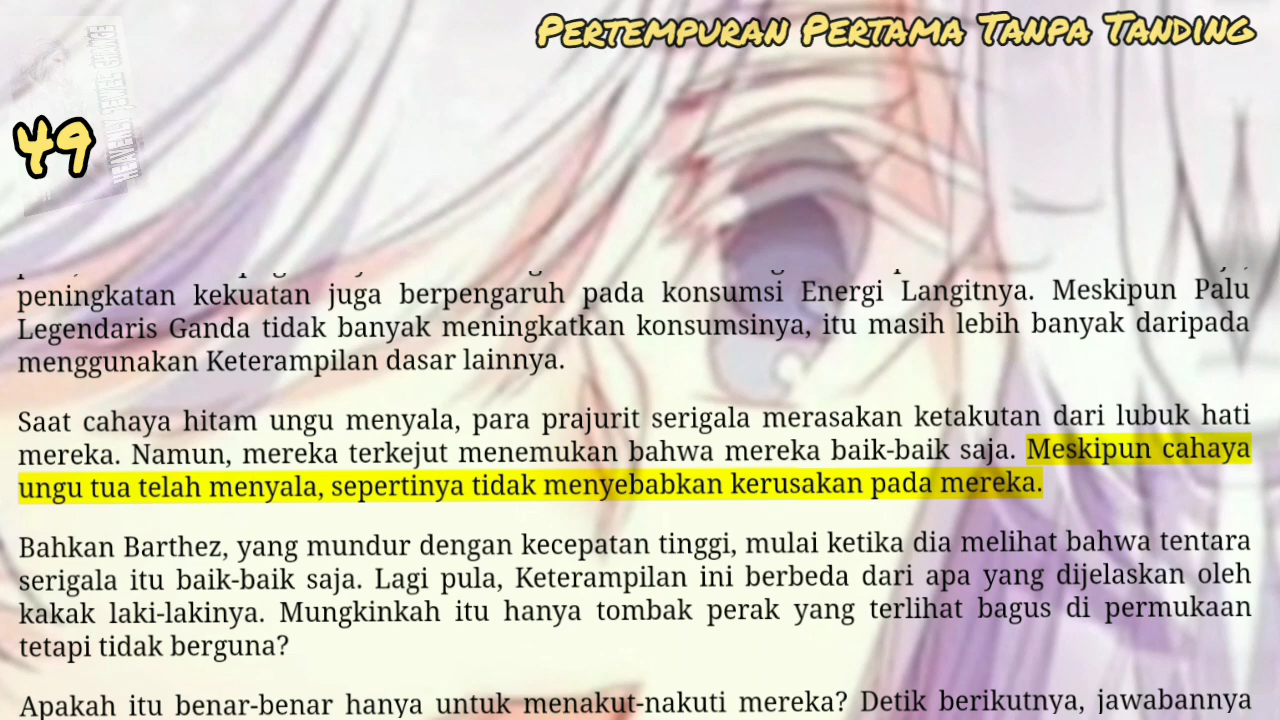 Pertempuran Pertama Tanpa Tanding
49
peningkatan kekuatan juga berpengaruh pada konsumsi Energi Langitnya. Meskipun Palu
Legendaris Ganda tidak banyak meningkatkan konsumsinya, itu masih lebih banyak daripada
menggunakan Keterampilan dasar lainnya.
Saat cahaya hitam ungu menyala, para prajurit serigala merasakan ketakutan dari lubuk hati
mereka. Namun, mereka terkejut menemukan bahwa mereka baik-baik saja. Meskipun cahaya
ungu tua telah menyala, sepertinya tidak menyebabkan kerusakan pada mereka.
Bahkan Barthez, yang mundur dengan kecepatan tinggi, mulai ketika dia melihat bahwa tentara
serigala itu baik-baik saja. Lagi pula, Keterampilan ini berbeda dari apa yang dijelaskan oleh
kakak laki-lakinya. Mungkinkah itu hanya tombak perak yang terlihat bagus di permukaan
tetapi tidak berguna?
Apakah itu benar-benar hanya untuk menakut-nakuti mereka? Detik berikutnya, jawabannya